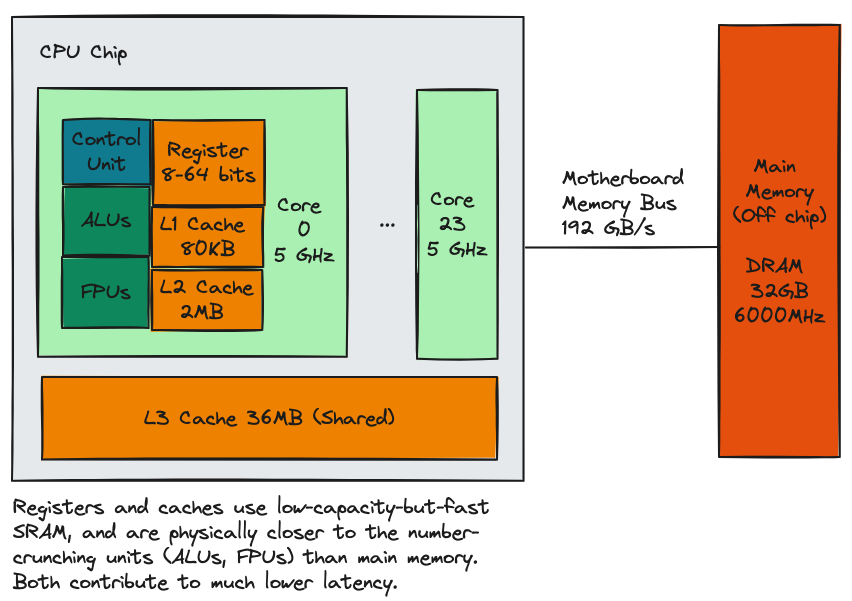 CPU Chip
Control
Unit
Register
8-64 bits
ALUs
L1 Cache
80KB
FPUs
L2 Cache
2MB
Core
0
5 GHz
...
Core
23
5 GHz
L3 Cache 36MB (Shared)
Motherboard
Memory Bus
192 GB/s
Main
Memory
(Off chip)
DRAM
32GB
6000MHz
Registers and caches use low-capacity-but-fast
SRAM, and are physically closer to the number-
crunching units (ALUs, FPUs) than main memory.
Both contribute to much lower latency.